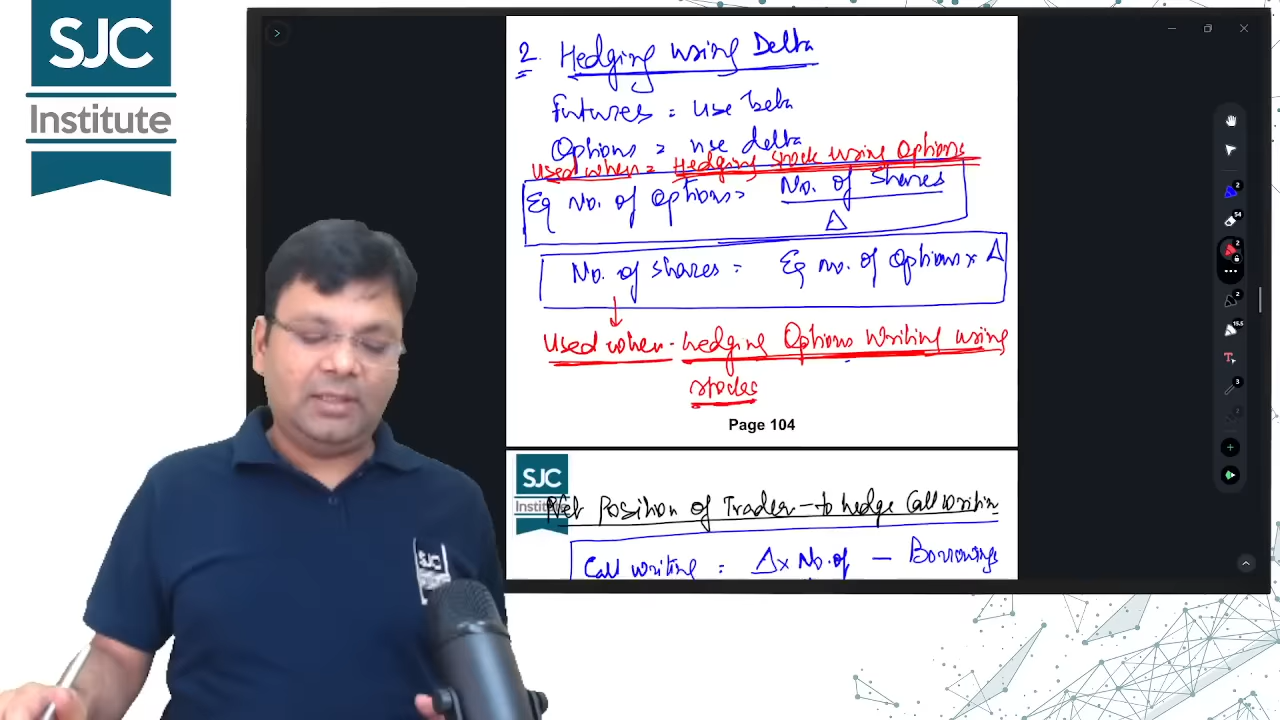 SJC
Institute
2. Hedging using Delta
Futures = use beta
Options = use delta
Used when = Hedging stock using Options
Eq No. of Options = No. of shares
Δ
No. of shares = Eq no. of Options x Δ
Used when - hedging Options Writing using
stocks
Page 104
SJC
Institute
Net Position of Trader - to hedge Call writing
Call writing = Δ x No. of - Borrowings
SJC